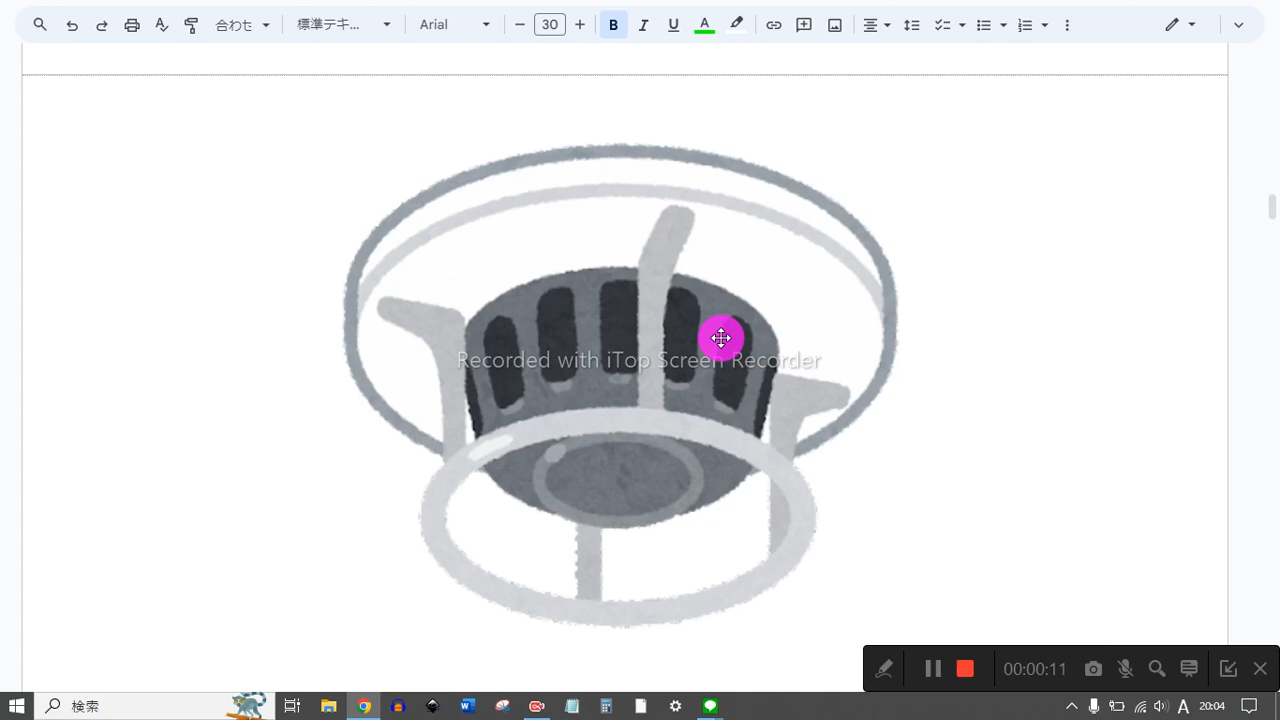 合わせ
標準テキ...
Arial
30
B
I
U
A
Recorded with iTop Screen Recorder
00:00:11
検索
A
20:04